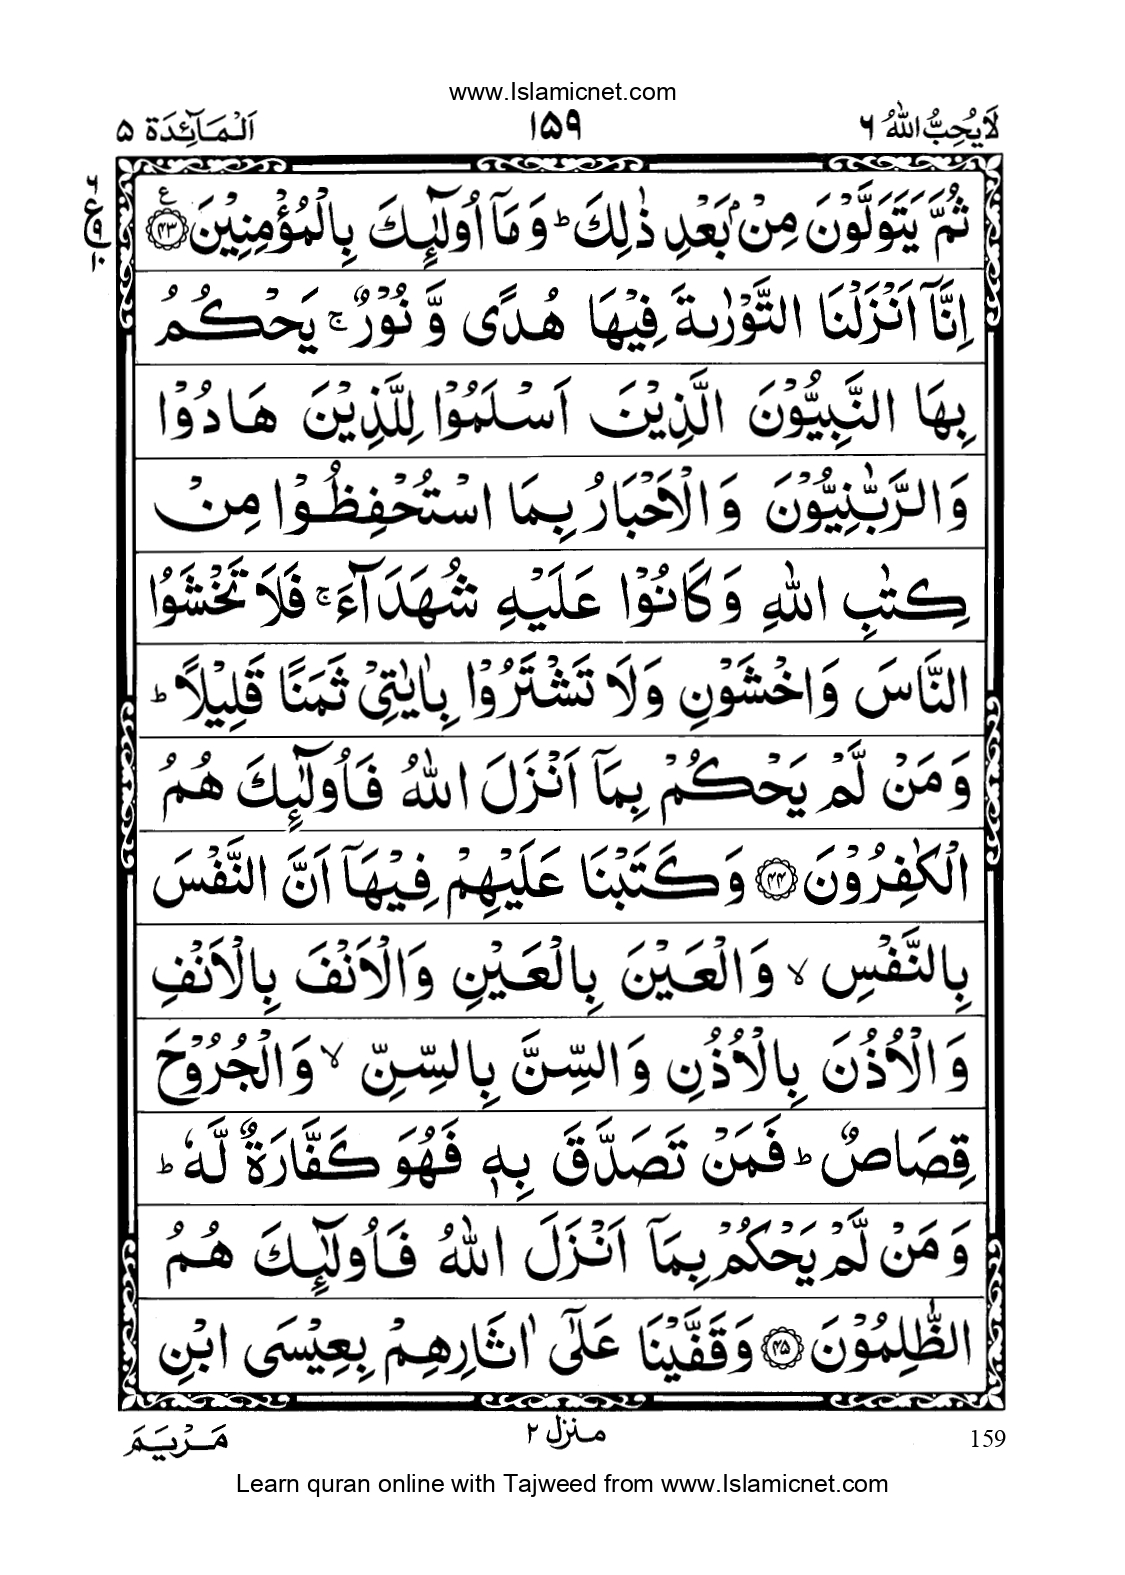 www.Islamicnet.com
لَا يُحِبُّ اللّٰهُ ٦
١٥٩
اَلْمَآئِدَة ٥
ثُمَّ يَتَوَلَّوْنَ مِنْۢ بَعْدِ ذٰلِكَ ؕ وَمَآ اُولٰٓئِكَ بِالْمُؤْمِنِيْنَ ۝٤٣ ع
٦ ع ٩ ١٠
اِنَّآ اَنْزَلْنَا التَّوْرٰىةَ فِيْهَا هُدًى وَّ نُوْرٌ ۚ يَحْكُمُ
بِهَا النَّبِيُّوْنَ الَّذِيْنَ اَسْلَمُوْا لِلَّذِيْنَ هَادُوْا
وَالرَّبّٰنِيُّوْنَ وَالْاَحْبَارُ بِمَا اسْتُحْفِظُوْا مِنْ
كِتٰبِ اللّٰهِ وَكَانُوْا عَلَيْهِ شُهَدَآءَ ۚ فَلَا تَخْشَوُا
النَّاسَ وَاخْشَوْنِ وَلَا تَشْتَرُوْا بِاٰيٰتِيْ ثَمَنًا قَلِيْلًا ؕ
وَمَنْ لَّمْ يَحْكُمْ بِمَآ اَنْزَلَ اللّٰهُ فَاُولٰٓئِكَ هُمُ
الْكٰفِرُوْنَ ۝٤٤ وَكَتَبْنَا عَلَيْهِمْ فِيْهَآ اَنَّ النَّفْسَ
بِالنَّفْسِ ۙ وَالْعَيْنَ بِالْعَيْنِ وَالْاَنْفَ بِالْاَنْفِ
وَالْاُذُنَ بِالْاُذُنِ وَالسِّنَّ بِالسِّنِّ ۙ وَالْجُرُوْحَ
قِصَاصٌ ؕ فَمَنْ تَصَدَّقَ بِهٖ فَهُوَ كَفَّارَةٌ لَّهٗ ؕ
وَمَنْ لَّمْ يَحْكُمْ بِمَآ اَنْزَلَ اللّٰهُ فَاُولٰٓئِكَ هُمُ
الظّٰلِمُوْنَ ۝٤٥ وَقَفَّيْنَا عَلٰٓى اٰثَارِهِمْ بِعِيْسَى ابْنِ
159
منزل ٢
مَرْيَمَ
Learn quran online with Tajweed from www.Islamicnet.com